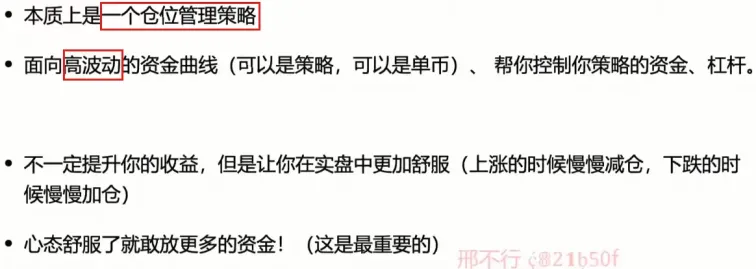 • 本质上是一个仓位管理策略
• 面向高波动的资金曲线（可以是策略，可以是单币）、 帮你控制你策略的资金、杠杆。
• 不一定提升你的收益，但是让你在实盘中更加舒服（上涨的时候慢慢减仓，下跌的时
候慢慢加仓）
• 心态舒服了就敢放更多的资金！（这是最重要的）
邢不行